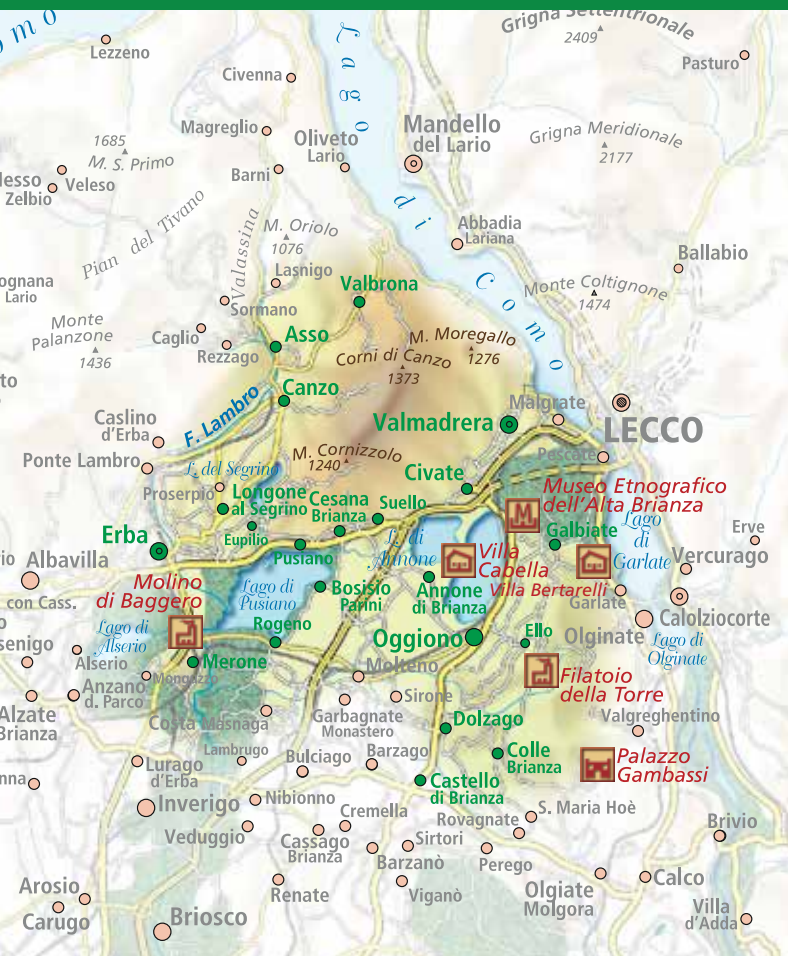 omo
Lezzeno
Lago di Como
Grigna Settentrionale
2409
Pasturo
Civenna
Magreglio
Oliveto
Lario
Mandello
del Lario
Grigna Meridionale
2177
1685
M. S. Primo
lesso
Veleso
Zelbio
Barni
Pian del Tivano
Valassina
M. Oriolo
1076
Abbadia
Lariana
Ballabio
ognana
Lario
Lasnigo
Valbrona
Monte Coltignone
1474
Sormano
Monte
Palanzone
1436
Caglio
Rezzago
Asso
M. Moregallo
1276
Corni di Canzo
1373
to
Canzo
F. Lambro
Caslino
d'Erba
Valmadrera
Malgrate
LECCO
Ponte Lambro
L. del Segrino
M. Cornizzolo
1240
Pescate
Proserpio
Civate
Longone
al Segrino
Cesana
Brianza
Suello
Museo Etnografico
dell'Alta Brianza
Erba
Eupilio
Galbiate
Lago
di
Garlate
Erve
io
Albavilla
Pusiano
L. di
Annone
Villa
Cabella
Vercurago
con Cass.
Molino
di Baggero
Lago di
Pusiano
Bosisio
Parini
Annone
di Brianza
Villa Bertarelli
Garlate
o
senigo
Lago di
Alserio
Rogeno
Oggiono
Ello
Olginate
Calolziocorte
Lago di
Olginate
Alserio
Merone
Molteno
Monguzzo
Anzano
d. Parco
Sirone
Filatoio
della Torre
Alzate
Brianza
Costa Masnaga
Garbagnate
Monastero
Dolzago
Valgreghentino
Lambrugo
Bulciago
Barzago
Colle
Brianza
Palazzo
Gambassi
nna
Lurago
d'Erba
Castello
di Brianza
Inverigo
Nibionno
Cremella
Rovagnate
S. Maria Hoè
Veduggio
Cassago
Brianza
Sirtori
Brivio
Barzanò
Perego
Arosio
Renate
Viganò
Olgiate
Molgora
Calco
Carugo
Briosco
Villa
d'Adda